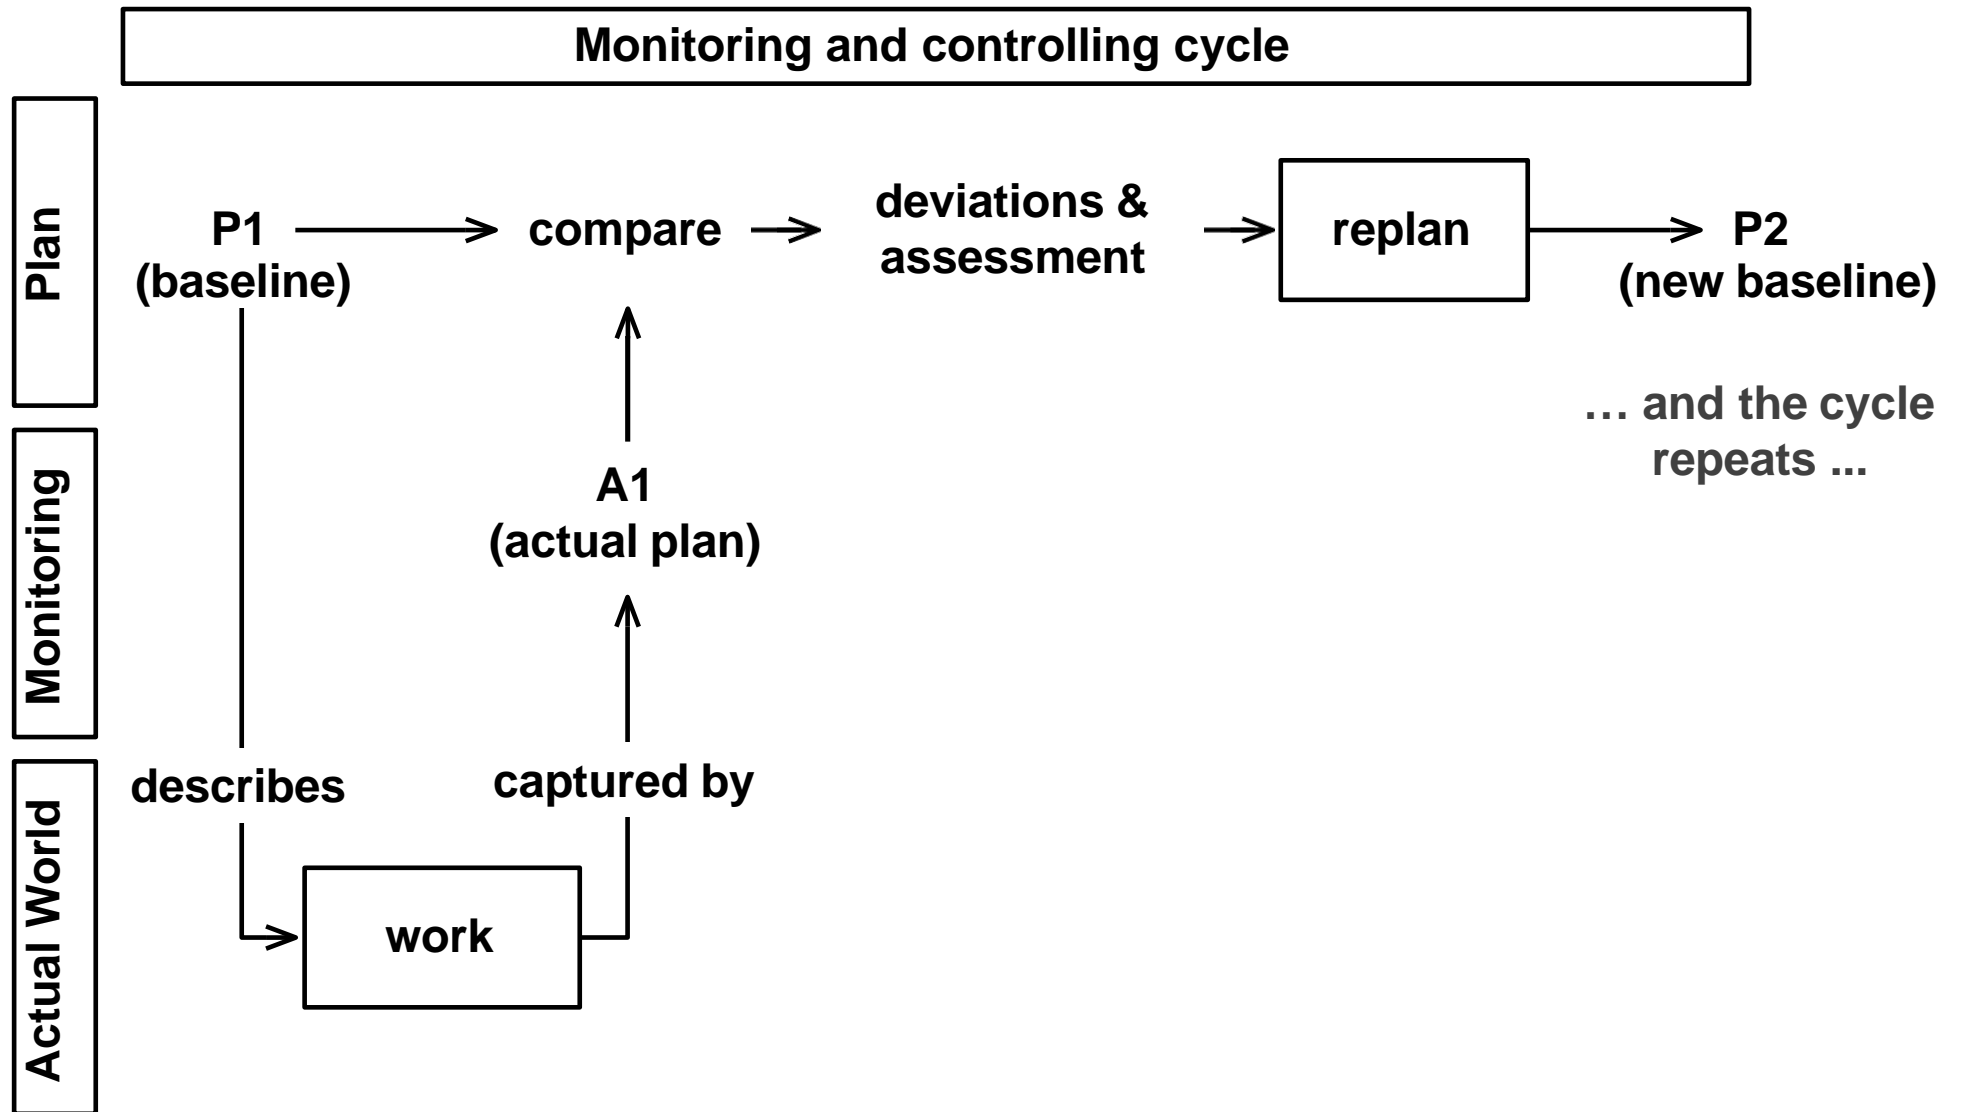 Monitoring and controlling cycle
Plan
P1
(baseline)
compare
deviations &
assessment
replan
P2
(new baseline)
… and the cycle
repeats ...
Monitoring
A1
(actual plan)
Actual World
describes
captured by
work